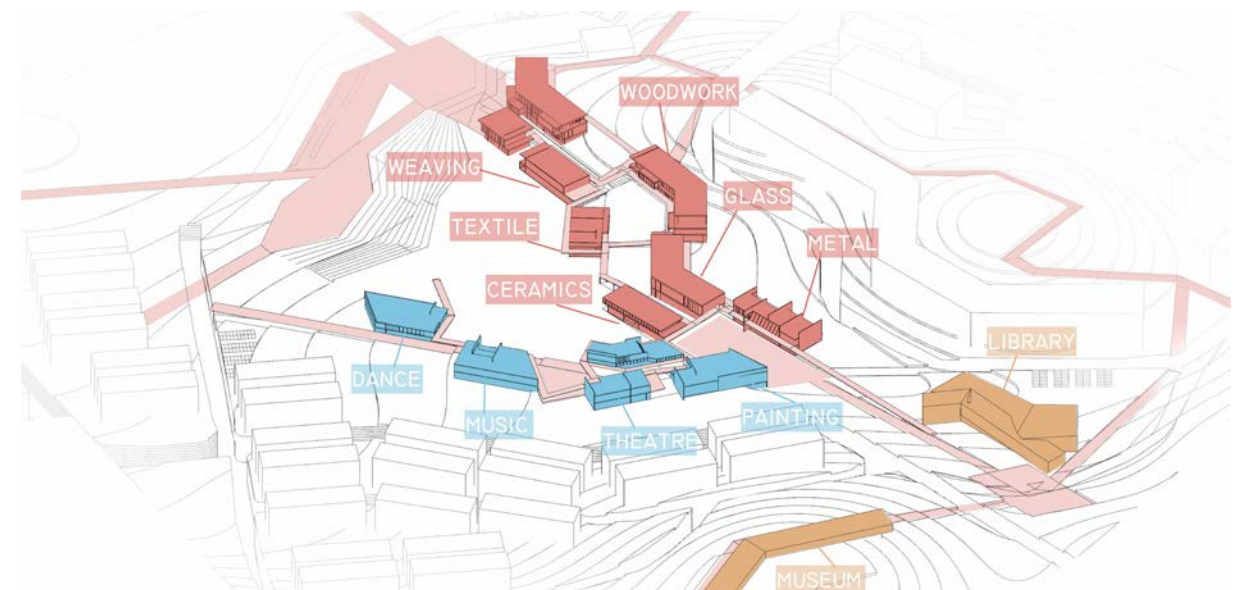 WOODWORK
WEAVING
GLASS
TEXTILE
METAL
CERAMICS
LIBRARY
DANCE
MUSIC
THEATRE
PAINTING
MUSEUM